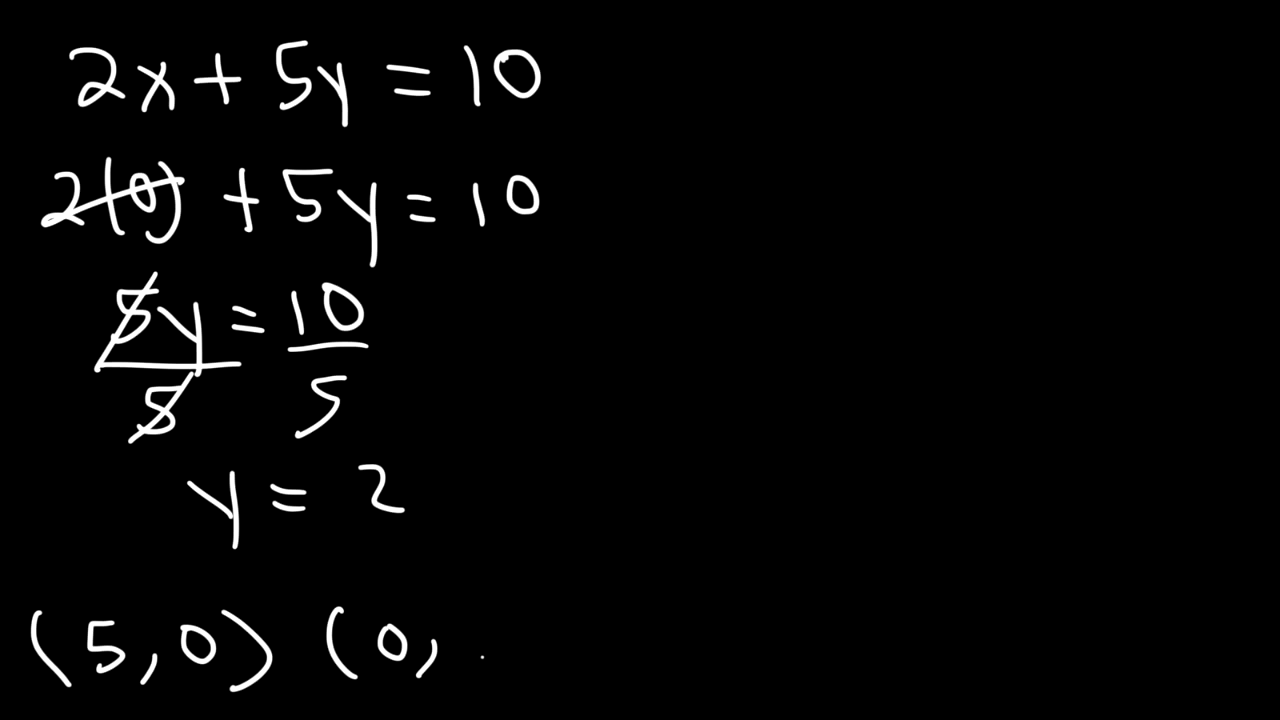 2x + 5y = 10
2(0) + 5y = 10
5y = 10
5 5
y = 2
(5,0) (0,